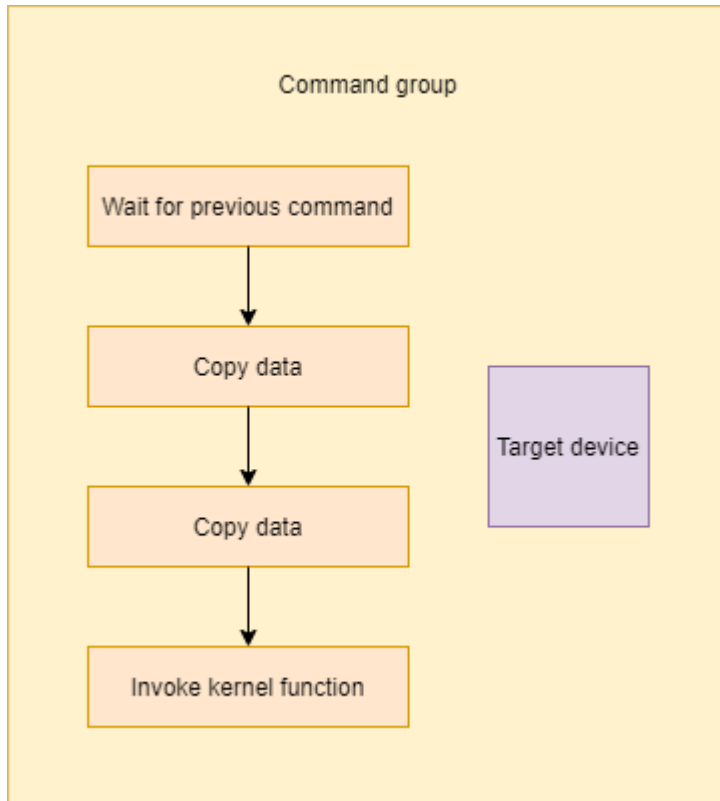 Command group
Wait for previous command
Copy data
Copy data
Target device
Invoke kernel function